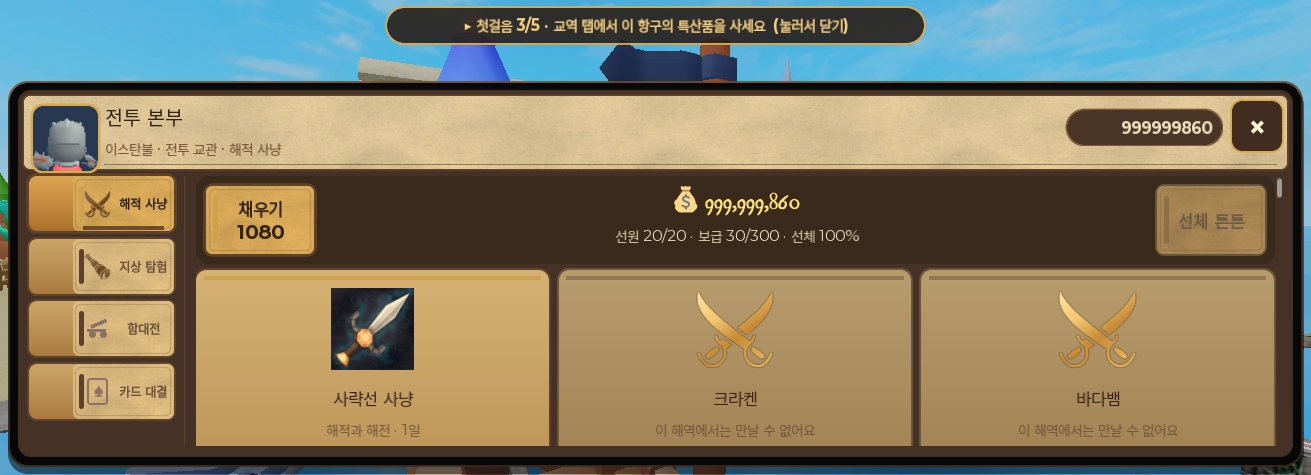 ▸ 첫걸음 3/5 · 교역 탭에서 이 항구의 특산품을 사세요 (눌러서 닫기)
전투 본부
이스탄불 · 전투 교관 · 해적 사냥
999999860
×
해적 사냥
지상 탐험
함대전
카드 대결
채우기
1080
999,999,860
선원 20/20 · 보급 30/300 · 선체 100%
선체 튼튼
사략선 사냥
해적과 해전 · 1일
크라켄
이 해역에서는 만날 수 없어요
바다뱀
이 해역에서는 만날 수 없어요